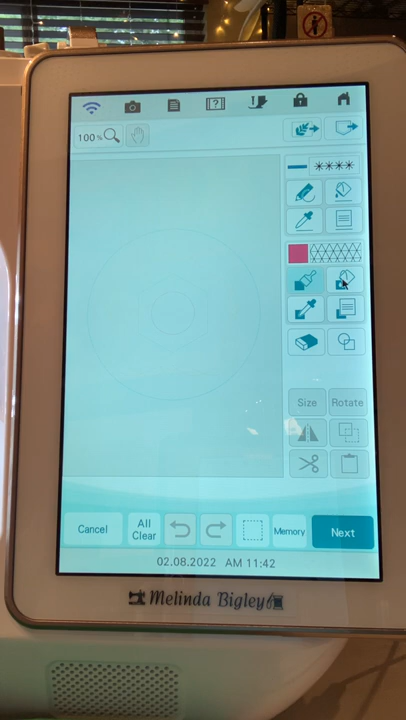 100%
Size Rotate
Cancel All Clear Memory Next
02.08.2022 AM 11:42
Melinda Bigley